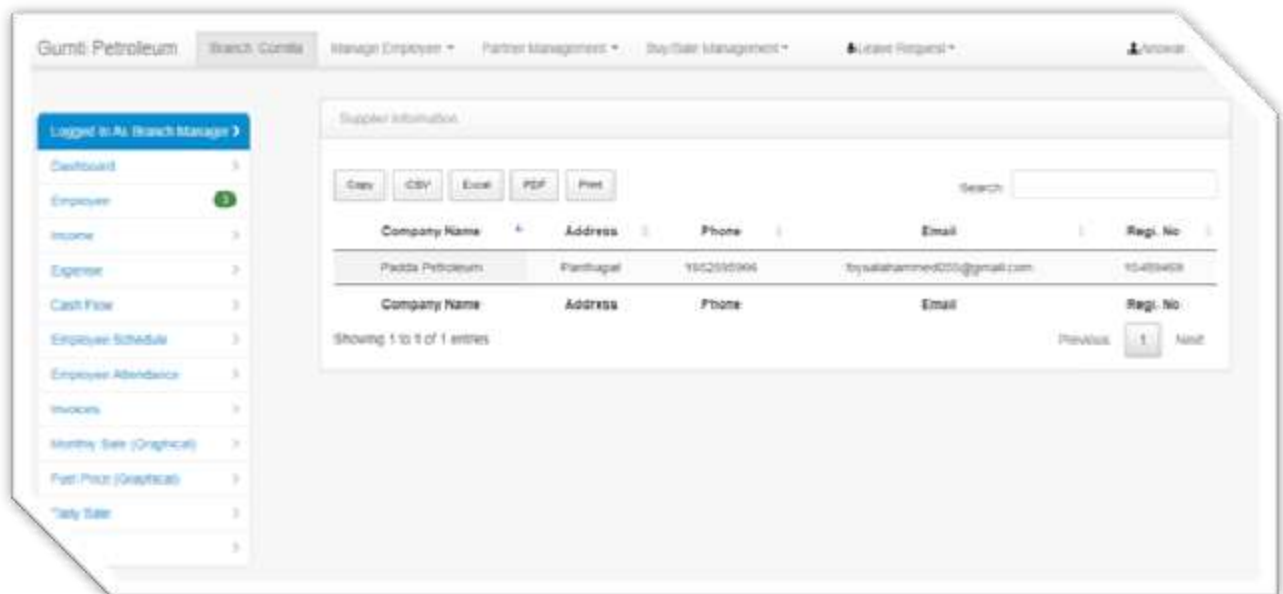 Gumti Petroleum Branch: Comilla Manage Employee Partner Management Buy/Sale Management Leave Request Anowar
Logged In As Branch Manager
Dashboard
Employee 3
Income
Expense
Cash Flow
Employee Schedule
Employee Attendance
Invoices
Monthly Sale (Graphical)
Fuel Price (Graphical)
Daily Sale
Supplier Information
Copy CSV Excel PDF Print Search:
Company Name Address Phone Email Regi. No
Padda Petroleum Panthapat
Company Name Address Phone Email Regi. No
Showing 1 to 1 of 1 entries Previous 1 Next